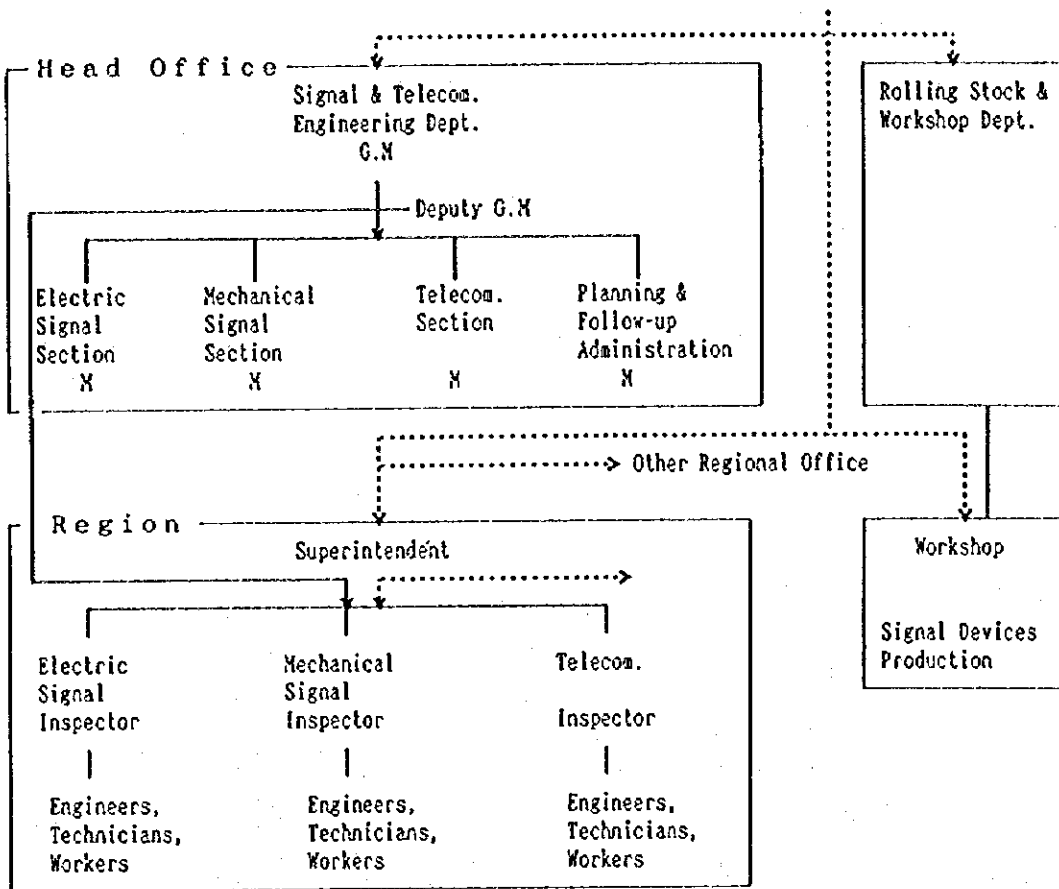 Head Office
Signal & Telecom.
Engineering Dept.
G.M
Deputy G.M
Electric
Signal
Section
M
Mechanical
Signal
Section
M
Telecom.
Section
M
Planning &
Follow-up
Administration
M
Rolling Stock &
Workshop Dept.
Other Regional Office
Region
Superintendent
Electric
Signal
Inspector
Engineers,
Technicians,
Workers
Mechanical
Signal
Inspector
Engineers,
Technicians,
Workers
Telecom.
Inspector
Engineers,
Technicians,
Workers
Workshop
Signal Devices
Production